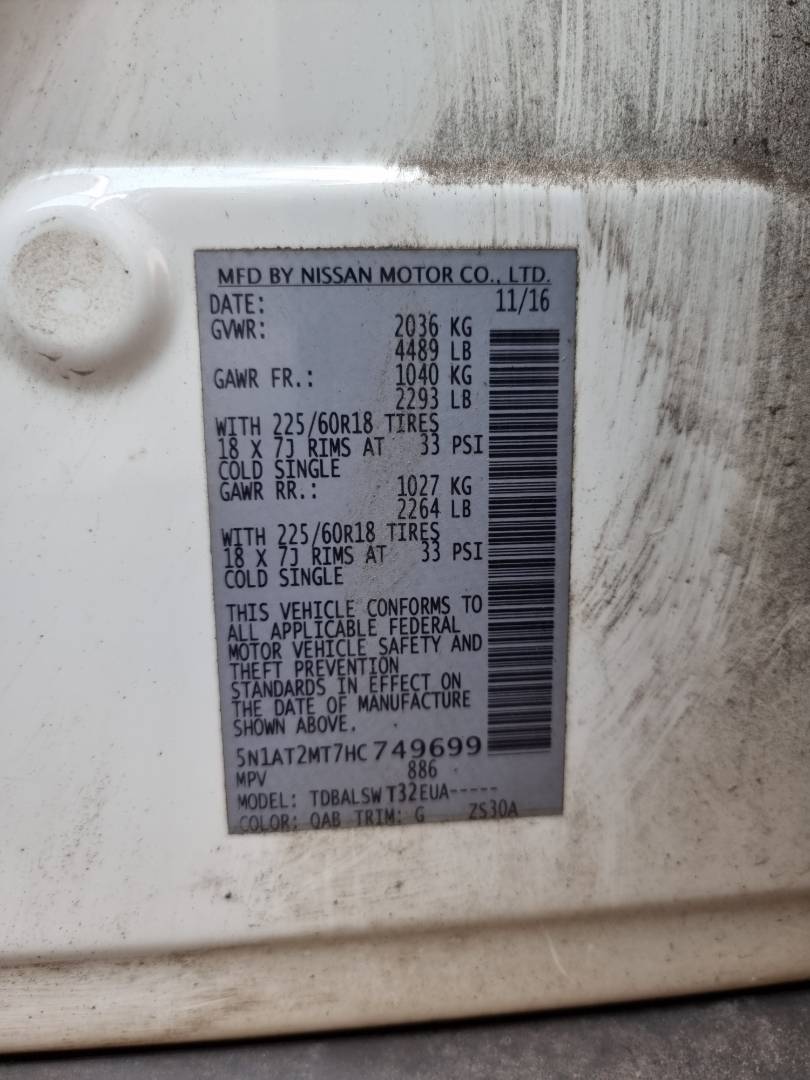 MFD BY NISSAN MOTOR CO., LTD.
DATE: 11/16
GVWR: 2036 KG
4489 LB
GAWR FR.: 1040 KG
2293 LB
WITH 225/60R18 TIRES
18 X 7J RIMS AT 33 PSI
COLD SINGLE
GAWR RR.: 1027 KG
2264 LB
WITH 225/60R18 TIRES
18 X 7J RIMS AT 33 PSI
COLD SINGLE
THIS VEHICLE CONFORMS TO
ALL APPLICABLE FEDERAL
MOTOR VEHICLE SAFETY AND
THEFT PREVENTION
STANDARDS IN EFFECT ON
THE DATE OF MANUFACTURE
SHOWN ABOVE.
5N1AT2MT7HC749699
MPV 886
MODEL: TDBALSWT32EUA-----
COLOR: QAB TRIM: G ZS30A